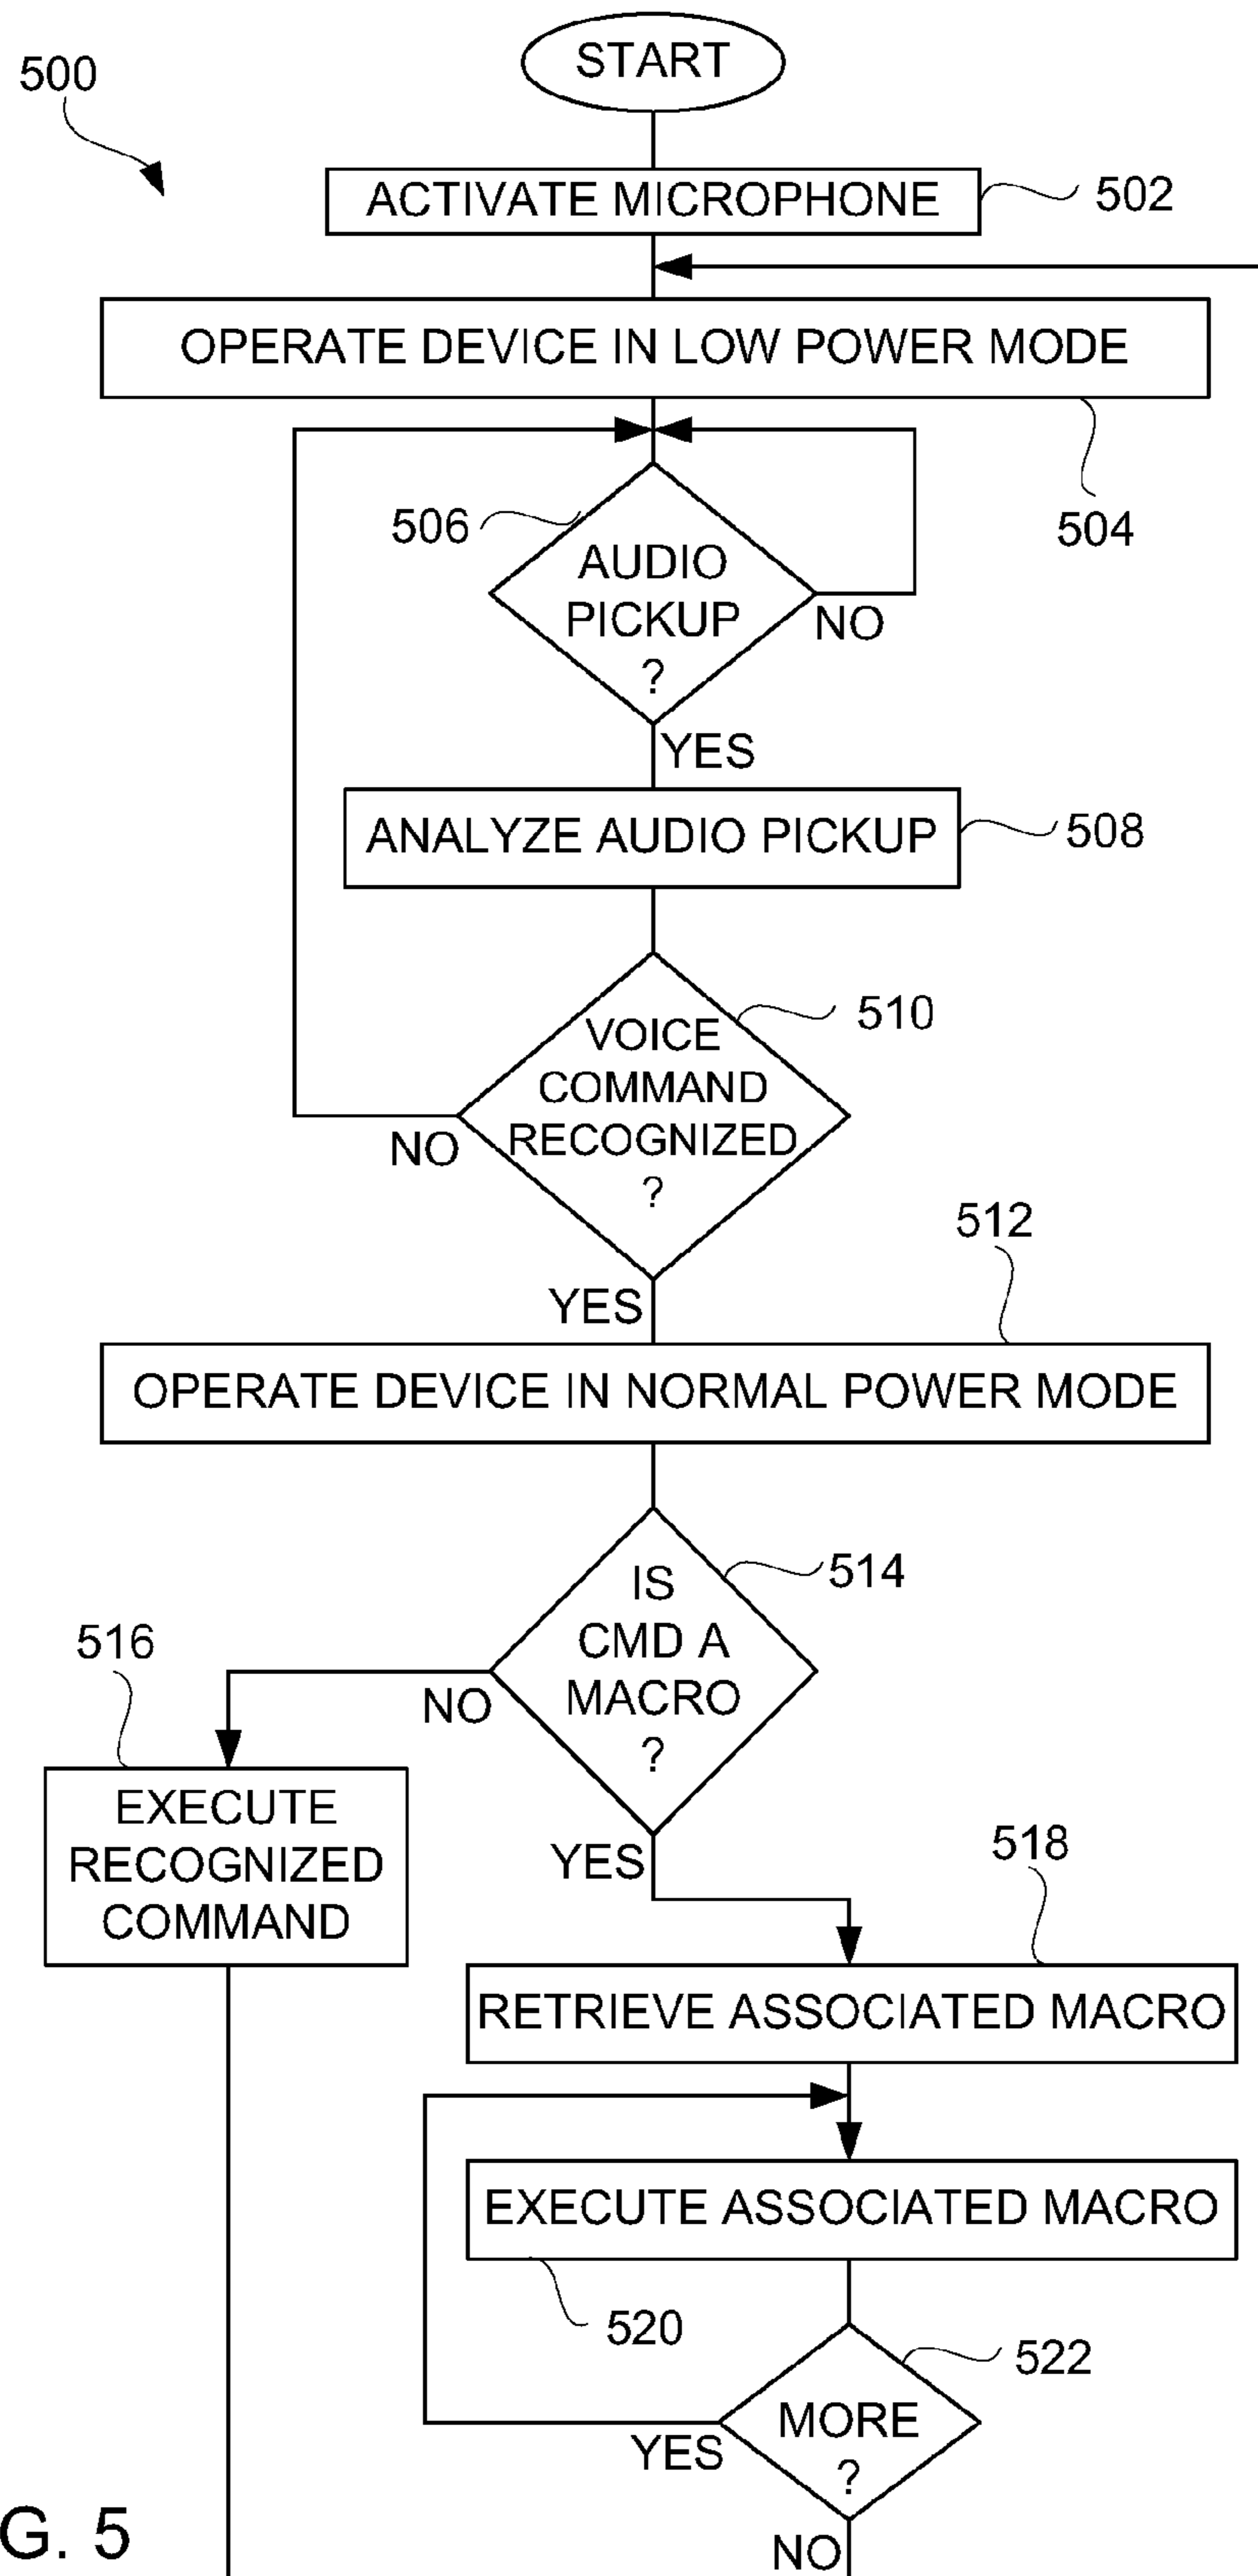 START
500
ACTIVATE MICROPHONE
502
OPERATE DEVICE IN LOW POWER MODE
504
506
AUDIO
PICKUP
?
NO
YES
ANALYZE AUDIO PICKUP
508
VOICE
COMMAND
RECOGNIZED
?
510
NO
YES
512
OPERATE DEVICE IN NORMAL POWER MODE
IS
CMD A
MACRO
?
514
NO
YES
516
EXECUTE
RECOGNIZED
COMMAND
518
RETRIEVE ASSOCIATED MACRO
EXECUTE ASSOCIATED MACRO
520
522
MORE
?
YES
NO
G. 5